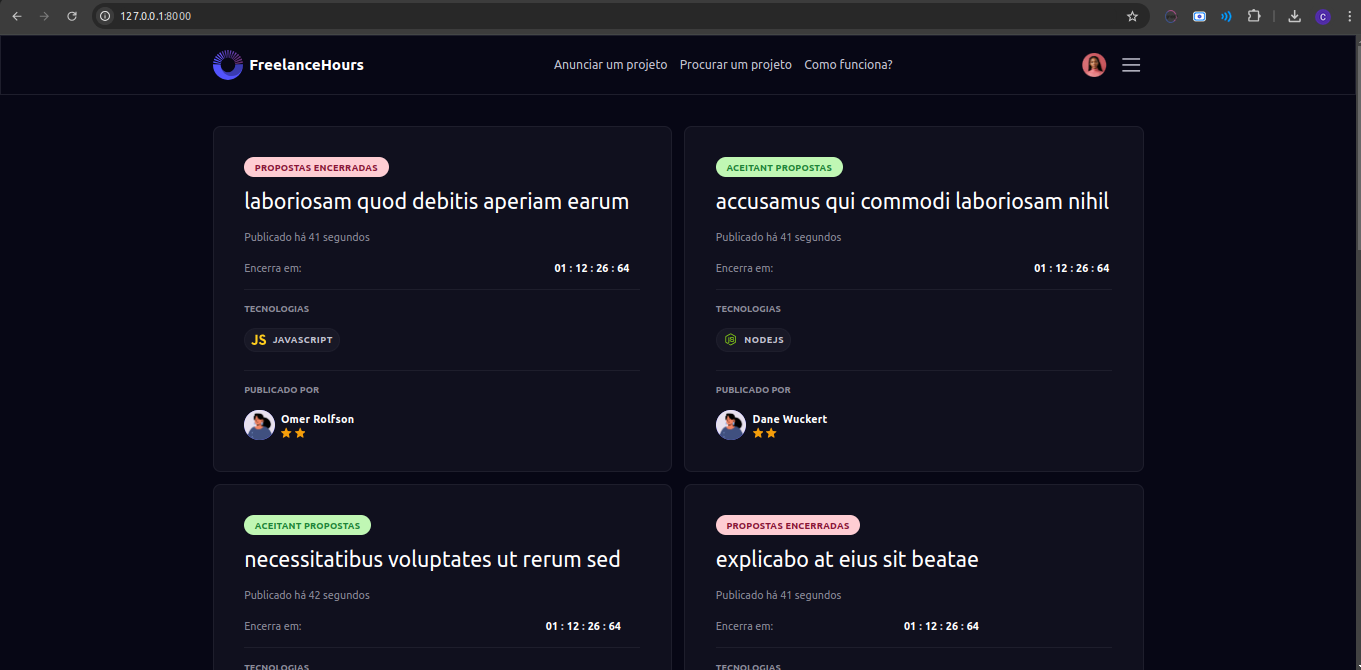 127.0.0.1:8000
C
FreelanceHours
Anunciar um projeto Procurar um projeto Como funciona?
PROPOSTAS ENCERRADAS
laboriosam quod debitis aperiam earum
Publicado há 41 segundos
Encerra em: 01 : 12 : 26 : 64
TECNOLOGIAS
JS JAVASCRIPT
PUBLICADO POR
Omer Rolfson
ACEITANT PROPOSTAS
accusamus qui commodi laboriosam nihil
Publicado há 41 segundos
Encerra em: 01 : 12 : 26 : 64
TECNOLOGIAS
NODEJS
PUBLICADO POR
Dane Wuckert
ACEITANT PROPOSTAS
necessitatibus voluptates ut rerum sed
Publicado há 42 segundos
Encerra em: 01 : 12 : 26 : 64
TECNOLOGIAS
PROPOSTAS ENCERRADAS
explicabo at eius sit beatae
Publicado há 41 segundos
Encerra em: 01 : 12 : 26 : 64
TECNOLOGIAS